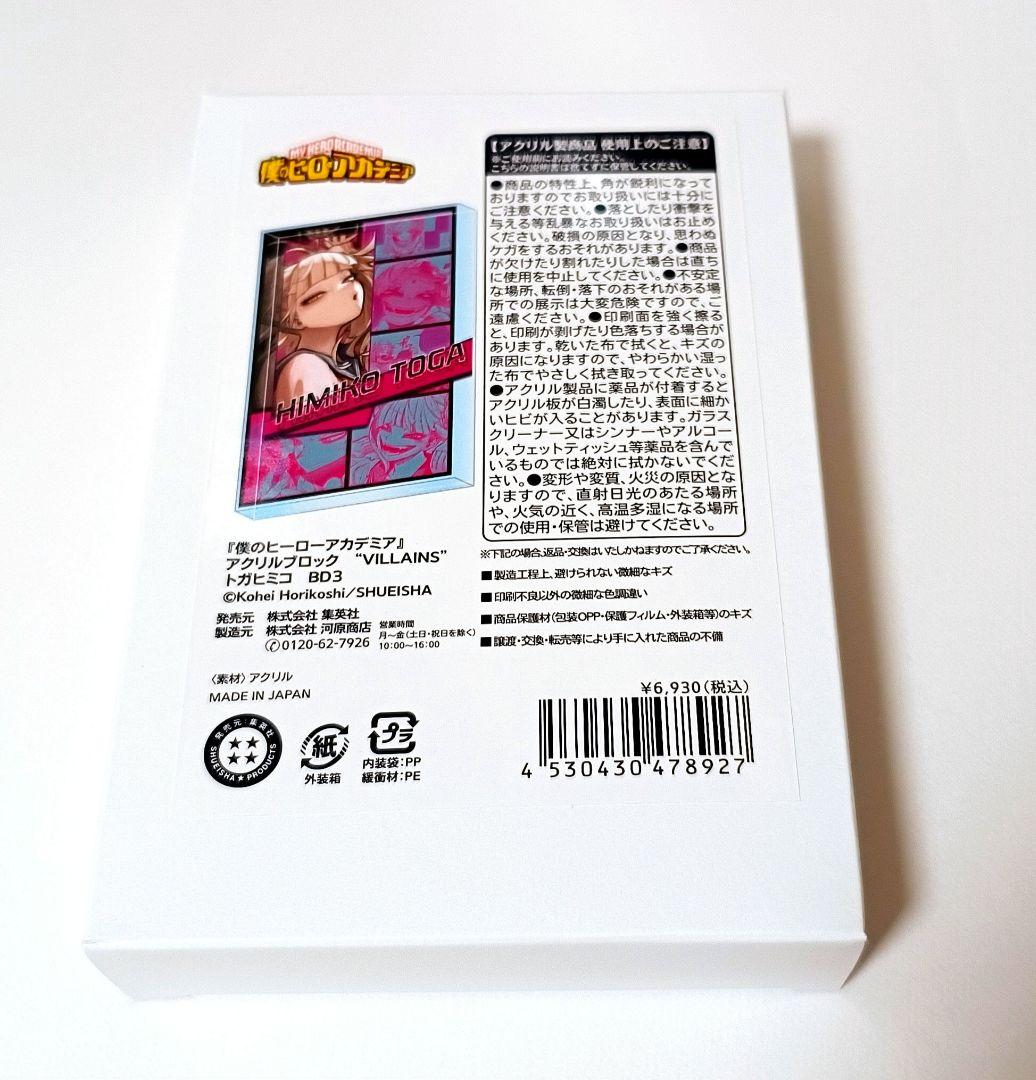 MY HERO ACADEMIA
僕のヒーローアカデミア
HIMIKO TOGA
『僕のヒーローアカデミア』
アクリルブロック “VILLAINS”
トガヒミコ BD3
©Kohei Horikoshi/SHUEISHA
発売元 株式会社 集英社
製造元 株式会社 河原商店
✆0120-62-7926
営業時間
月〜金(土日・祝日を除く)
10:00〜16:00
〈素材〉アクリル
MADE IN JAPAN
発売元:集英社
SHUEISHA★PRODUCTS
紙
外装箱
プラ
内装袋:PP
緩衝材:PE
【アクリル製商品 使用上のご注意】
※ご使用前にお読みください。
こちらの説明書は捨てずに保管してください。
●商品の特性上、角が鋭利になって
おりますのでお取り扱いには十分に
ご注意ください。●落としたり衝撃を
与える等乱暴なお取り扱いはお止め
ください。破損の原因となり、思わぬ
ケガをするおそれがあります。●商品
が欠けたり割れたりした場合は直ち
に使用を中止してください。●不安定
な場所、転倒・落下のおそれがある場
所での展示は大変危険ですので、ご
遠慮ください。●印刷面を強く擦る
と、印刷が剥げたり色落ちする場合が
あります。乾いた布で拭くと、キズの
原因になりますので、やわらかい湿っ
た布でやさしく拭き取ってください。
●アクリル製品に薬品が付着すると
アクリル板が白濁したり、表面に細か
いヒビが入ることがあります。ガラス
クリーナー又はシンナーやアルコー
ル、ウェットティッシュ等薬品を含んで
いるものでは絶対に拭かないでくだ
さい。●変形や変質、火災の原因とな
りますので、直射日光のあたる場所
や、火気の近く、高温多湿になる場所
での使用・保管は避けてください。
※下記の場合、返品・交換はいたしかねますのでご了承ください。
■製造工程上、避けられない微細なキズ
■印刷不良以外の微細な色調違い
■商品保護材(包装OPP・保護フィルム・外装箱等)のキズ
■譲渡・交換・転売等により手に入れた商品の不備
¥6,930(税込)
4 530430 478927